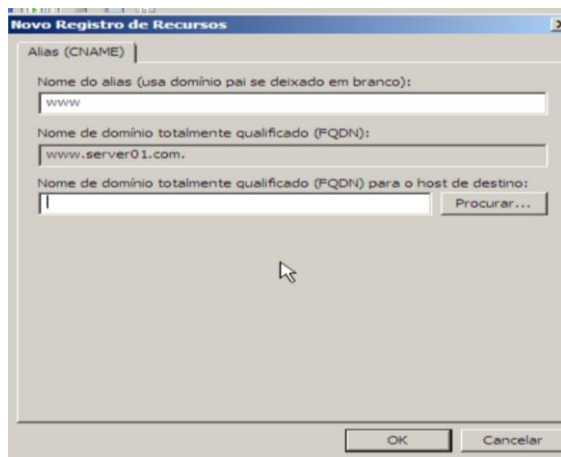 Novo Registro de Recursos
Alias (CNAME)
Nome do alias (usa domínio pai se deixado em branco):
www
Nome de domínio totalmente qualificado (FQDN):
www.server01.com.
Nome de domínio totalmente qualificado (FQDN) para o host de destino:
Procurar...
OK
Cancelar